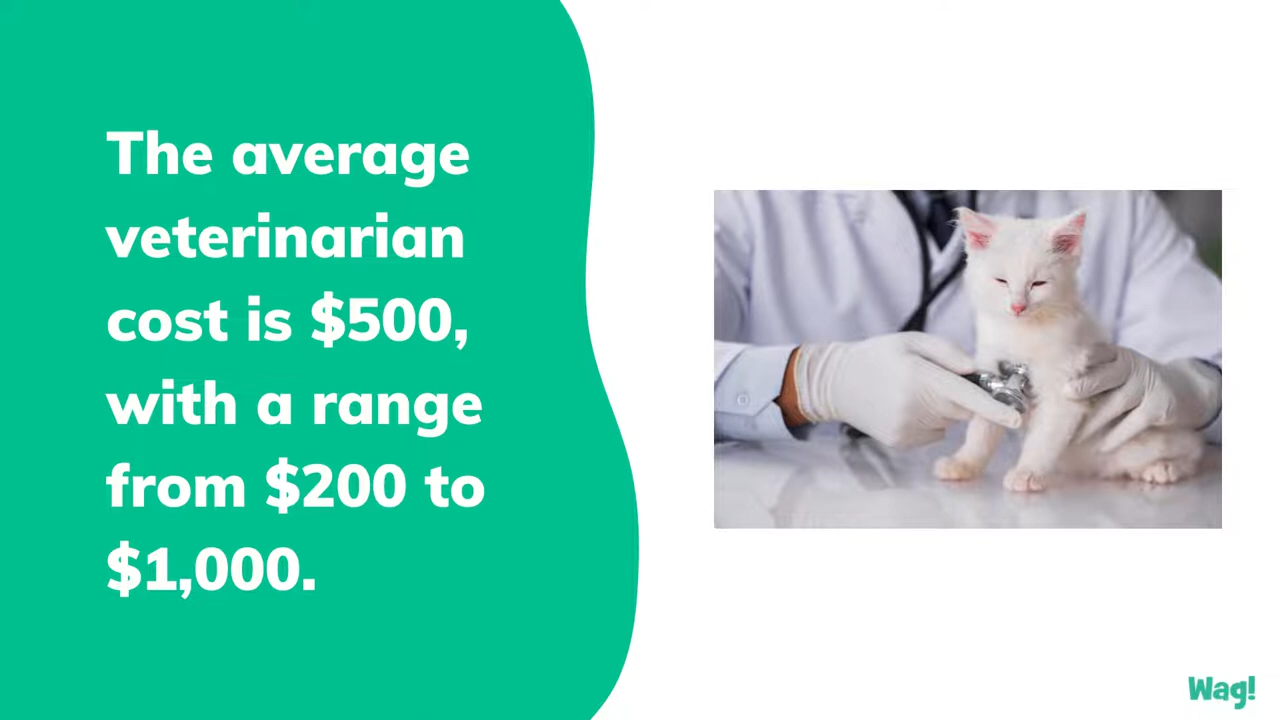 The average
veterinarian
cost is $500,
with a range
from $200 to
$1,000.
Wag!